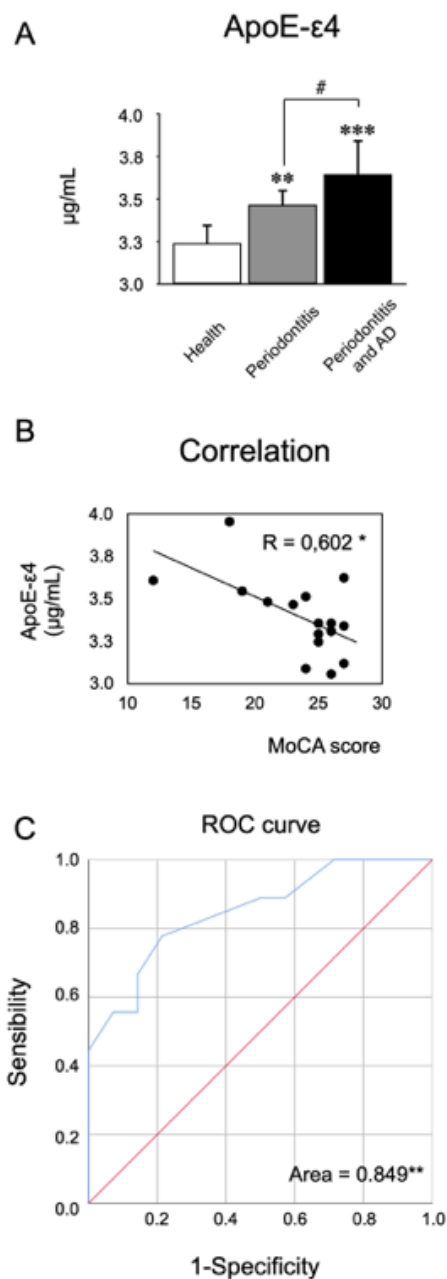 A
ApoE-ε4
#
***
**
4.0
3.8
3.5
3.3
3.0
µg/mL
Health
Periodontitis
Periodontitis
and AD
B
Correlation
R = 0,602 *
4.0
3.8
3.5
3.3
3.0
ApoE-ε4
(µg/mL)
10 15 20 25 30
MoCA score
C
ROC curve
1.0
0.8
0.6
0.4
0.2
0.0
Sensibility
Area = 0.849**
0.2 0.4 0.6 0.8 1.0
1-Specificity